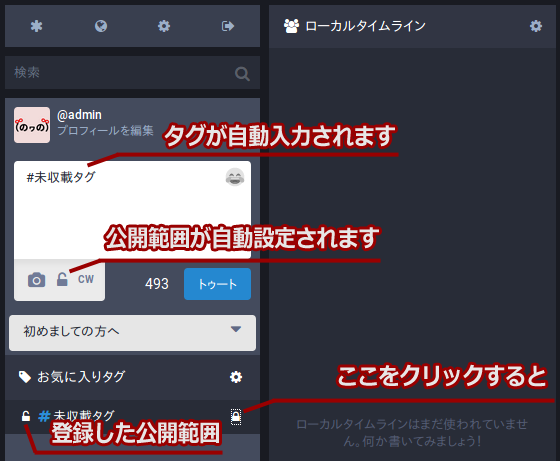 ローカルタイムライン
検索
@admin
プロフィールを編集
タグが自動入力されます
#未収載タグ
公開範囲が自動設定されます
CW
493
トゥート
初めましての方へ
お気に入りタグ
ここをクリックすると
#未収載タグ
登録した公開範囲
ローカルタイムラインはまだ使われていませ
ん。何か書いてみましょう!